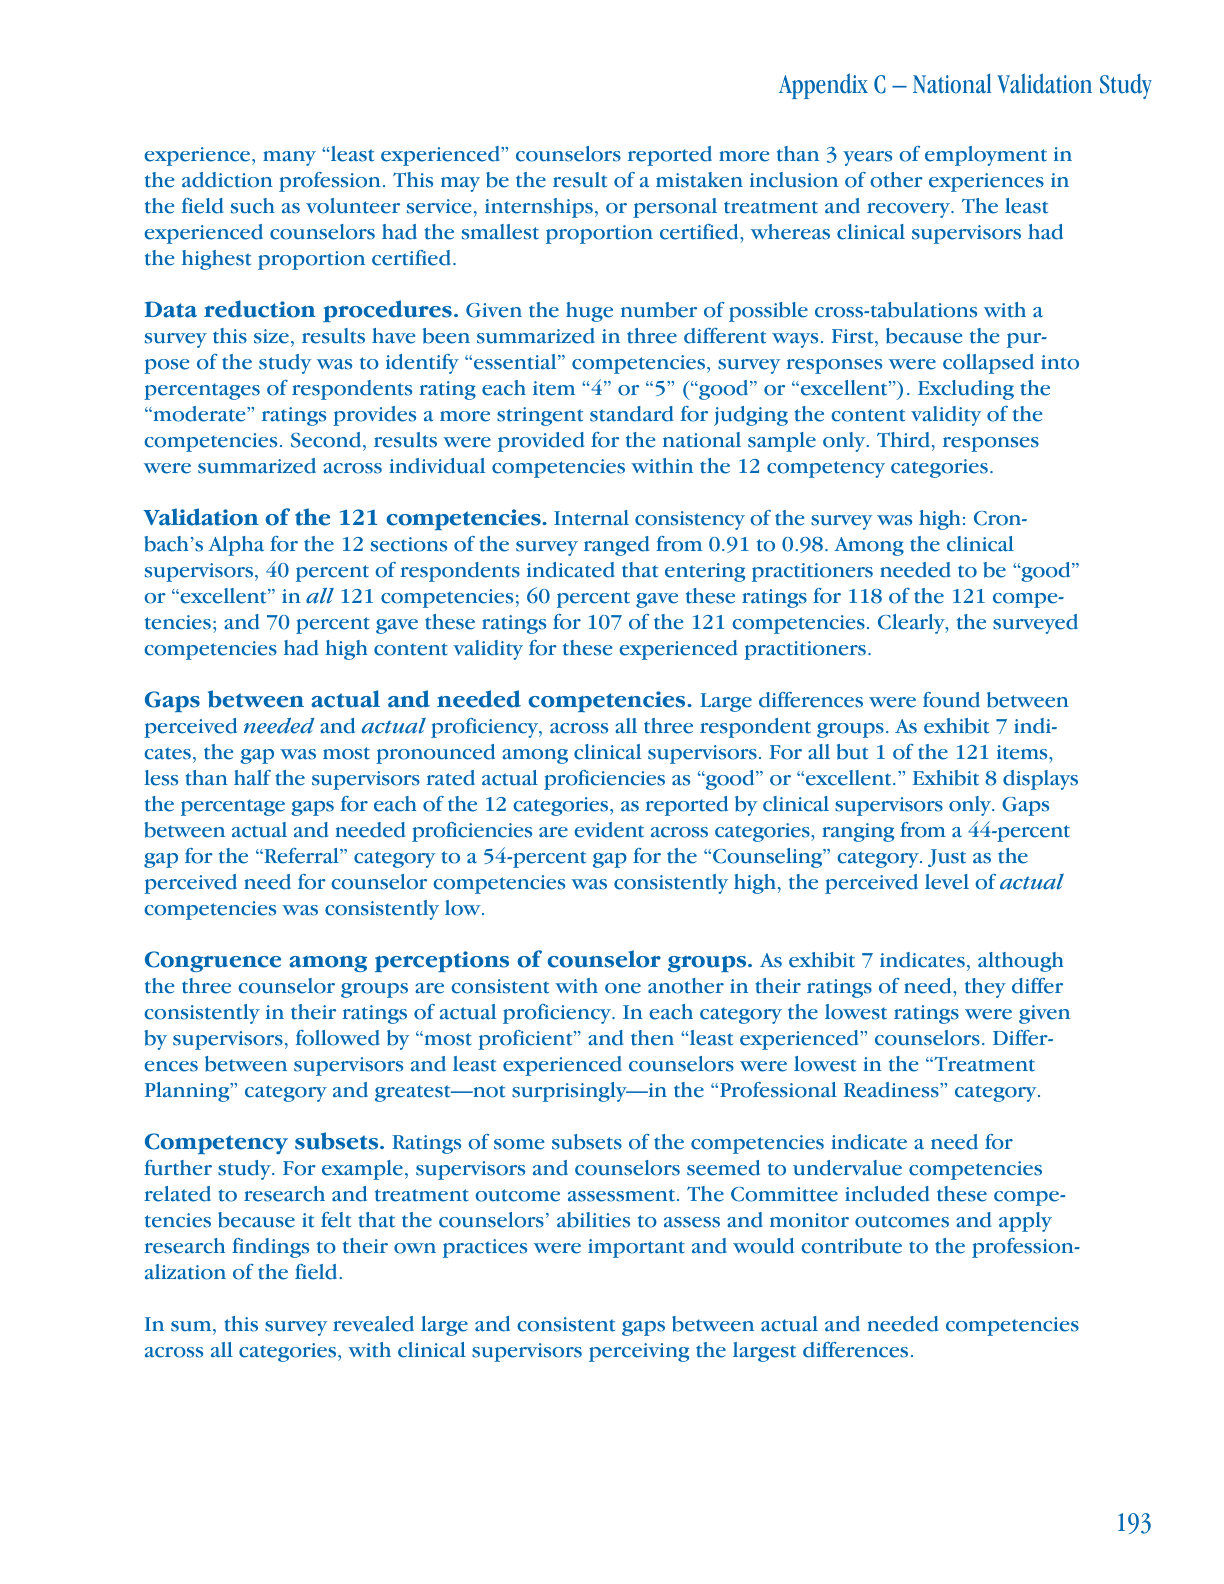 Appendix C – National Validation Study
experience, many “least experienced” counselors reported more than 3 years of employment in
the addiction profession. This may be the result of a mistaken inclusion of other experiences in
the field such as volunteer service, internships, or personal treatment and recovery. The least
experienced counselors had the smallest proportion certified, whereas clinical supervisors had
the highest proportion certified.
Data reduction procedures. Given the huge number of possible cross-tabulations with a
survey this size, results have been summarized in three different ways. First, because the pur-
pose of the study was to identify “essential” competencies, survey responses were collapsed into
percentages of respondents rating each item “4” or “5” (“good” or “excellent”). Excluding the
“moderate” ratings provides a more stringent standard for judging the content validity of the
competencies. Second, results were provided for the national sample only. Third, responses
were summarized across individual competencies within the 12 competency categories.
Validation of the 121 competencies. Internal consistency of the survey was high: Cron-
bach’s Alpha for the 12 sections of the survey ranged from 0.91 to 0.98. Among the clinical
supervisors, 40 percent of respondents indicated that entering practitioners needed to be “good”
or “excellent” in all 121 competencies; 60 percent gave these ratings for 118 of the 121 compe-
tencies; and 70 percent gave these ratings for 107 of the 121 competencies. Clearly, the surveyed
competencies had high content validity for these experienced practitioners.
Gaps between actual and needed competencies. Large differences were found between
perceived needed and actual proficiency, across all three respondent groups. As exhibit 7 indi-
cates, the gap was most pronounced among clinical supervisors. For all but 1 of the 121 items,
less than half the supervisors rated actual proficiencies as “good” or “excellent.” Exhibit 8 displays
the percentage gaps for each of the 12 categories, as reported by clinical supervisors only. Gaps
between actual and needed proficiencies are evident across categories, ranging from a 44-percent
gap for the “Referral” category to a 54-percent gap for the “Counseling” category. Just as the
perceived need for counselor competencies was consistently high, the perceived level of actual
competencies was consistently low.
Congruence among perceptions of counselor groups. As exhibit 7 indicates, although
the three counselor groups are consistent with one another in their ratings of need, they differ
consistently in their ratings of actual proficiency. In each category the lowest ratings were given
by supervisors, followed by “most proficient” and then “least experienced” counselors. Differ-
ences between supervisors and least experienced counselors were lowest in the “Treatment
Planning” category and greatest—not surprisingly—in the “Professional Readiness” category.
Competency subsets. Ratings of some subsets of the competencies indicate a need for
further study. For example, supervisors and counselors seemed to undervalue competencies
related to research and treatment outcome assessment. The Committee included these compe-
tencies because it felt that the counselors’ abilities to assess and monitor outcomes and apply
research findings to their own practices were important and would contribute to the profession-
alization of the field.
In sum, this survey revealed large and consistent gaps between actual and needed competencies
across all categories, with clinical supervisors perceiving the largest differences.
193